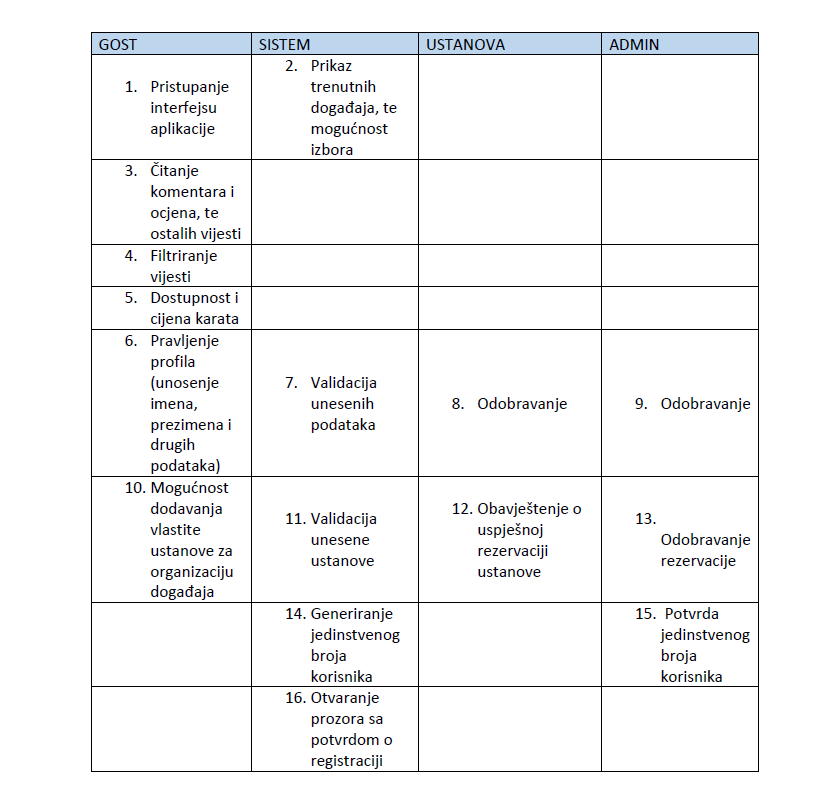 GOST
SISTEM
USTANOVA
ADMIN
1. Pristupanje
interfejsu
aplikacije
2. Prikaz
trenutnih
događaja, te
mogućnost
izbora
3. Čitanje
komentara i
ocjena, te
ostalih vijesti
4. Filtriranje
vijesti
5. Dostupnost i
cijena karata
6. Pravljenje
profila
(unosenje
imena,
prezimena i
drugih
podataka)
7. Validacija
unesenih
podataka
8. Odobravanje
9. Odobravanje
10. Mogućnost
dodavanja
vlastite
ustanove za
organizaciju
događaja
11. Validacija
unesene
ustanove
12. Obavještenje o
uspješnoj
rezervaciji
ustanove
13.
Odobravanje
rezervacije
14. Generiranje
jedinstvenog
broja
korisnika
15. Potvrda
jedinstvenog
broja
korisnika
16. Otvaranje
prozora sa
potvrdom o
registraciji